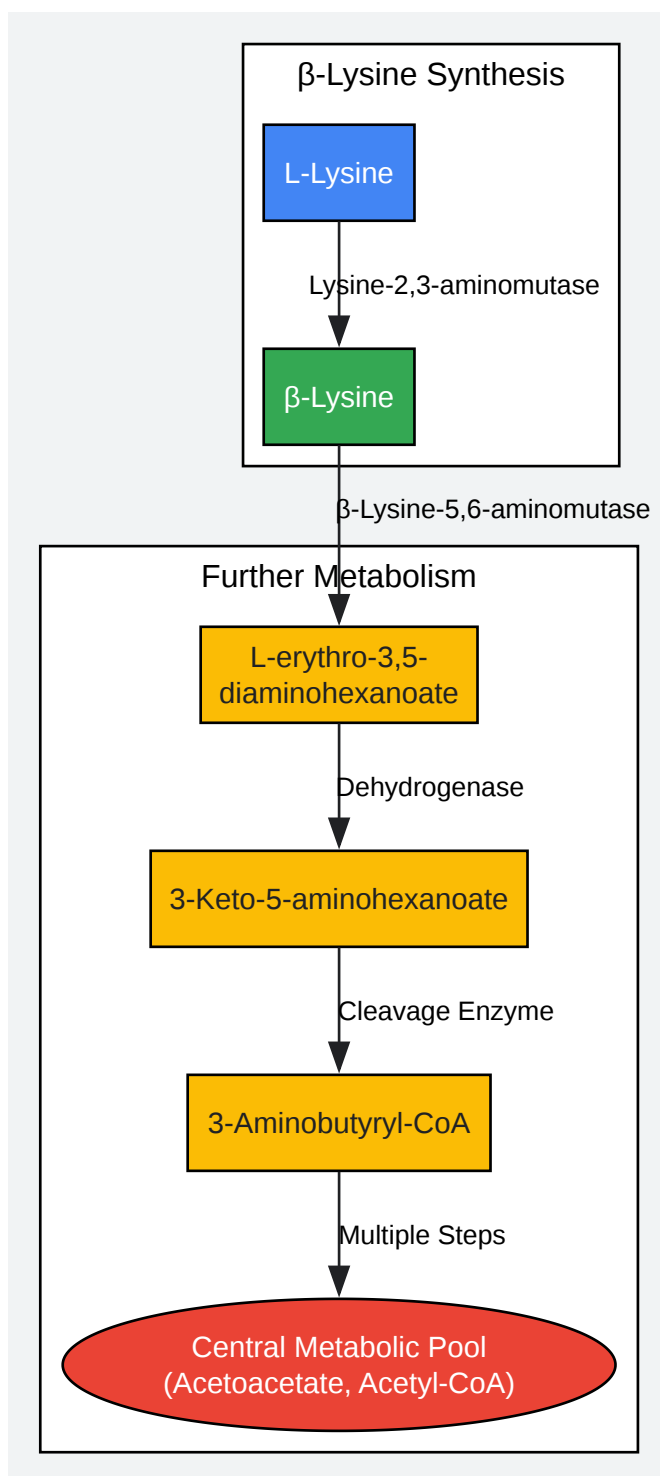 β-Lysine Synthesis
L-Lysine
Lysine-2,3-aminomutase
β-Lysine
β-Lysine-5,6-aminomutase
Further Metabolism
L-erythro-3,5-
diaminohexanoate
Dehydrogenase
3-Keto-5-aminohexanoate
Cleavage Enzyme
3-Aminobutyryl-CoA
Multiple Steps
Central Metabolic Pool
(Acetoacetate, Acetyl-CoA)